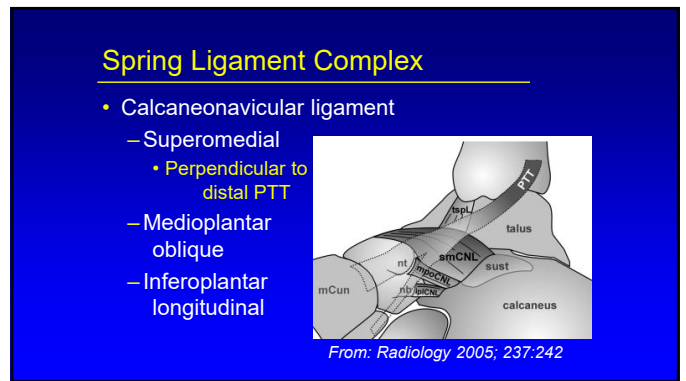 Spring Ligament Complex
• Calcaneonavicular ligament
–Superomedial
• Perpendicular to
distal PTT
–Medioplantar
oblique
–Inferoplantar
longitudinal
PTT
tspL
talus
smCNL
sust
nt
mpoCNL
mCun
nb
iplCNL
calcaneus
From: Radiology 2005; 237:242